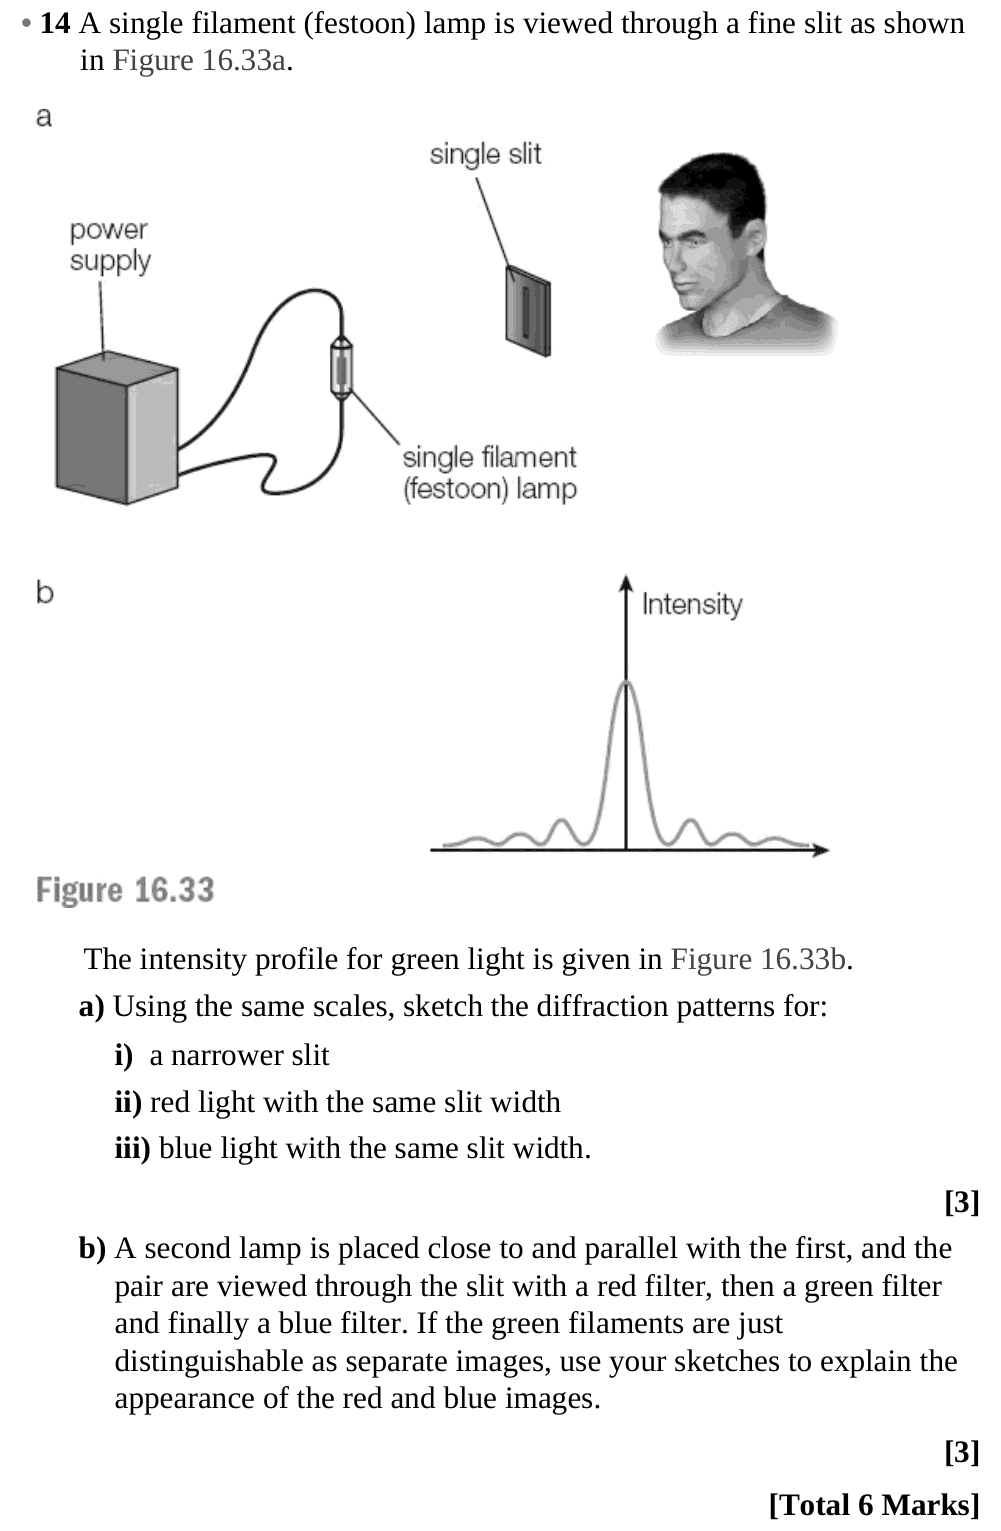 • 14 A single filament (festoon) lamp is viewed through a fine slit as shown
in Figure 16.33a.
a
single slit
power
supply
single filament
(festoon) lamp
b
Intensity
Figure 16.33
The intensity profile for green light is given in Figure 16.33b.
a) Using the same scales, sketch the diffraction patterns for:
i) a narrower slit
ii) red light with the same slit width
iii) blue light with the same slit width.
[3]
b) A second lamp is placed close to and parallel with the first, and the
pair are viewed through the slit with a red filter, then a green filter
and finally a blue filter. If the green filaments are just
distinguishable as separate images, use your sketches to explain the
appearance of the red and blue images.
[3]
[Total 6 Marks]